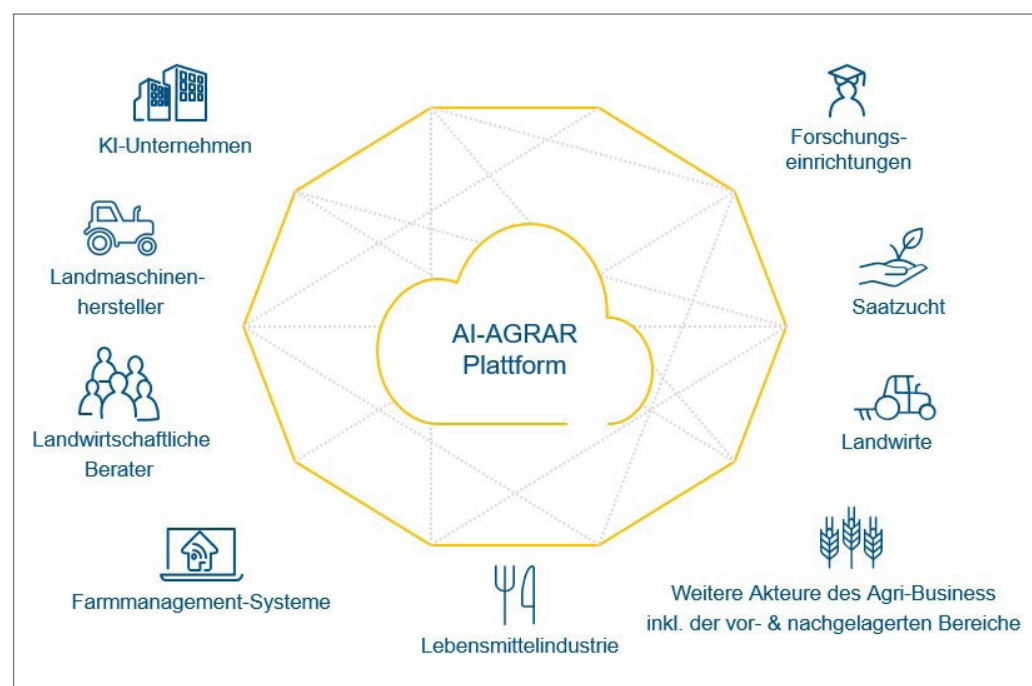 KI-Unternehmen
Forschungs-
einrichtungen
Landmaschinen-
hersteller
Saatzucht
AI-AGRAR
Plattform
Landwirtschaftliche
Berater
Landwirte
Farmmanagement-Systeme
Lebensmittelindustrie
Weitere Akteure des Agri-Business
inkl. der vor- & nachgelagerten Bereiche